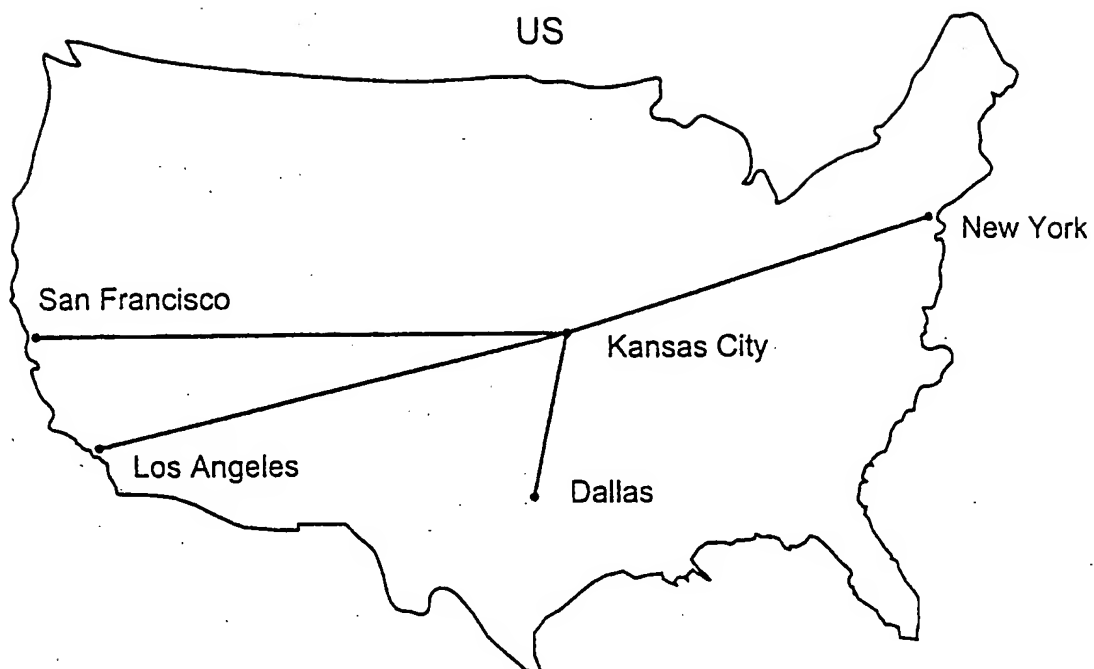 US
New York
San Francisco
Kansas City
Los Angeles
Dallas